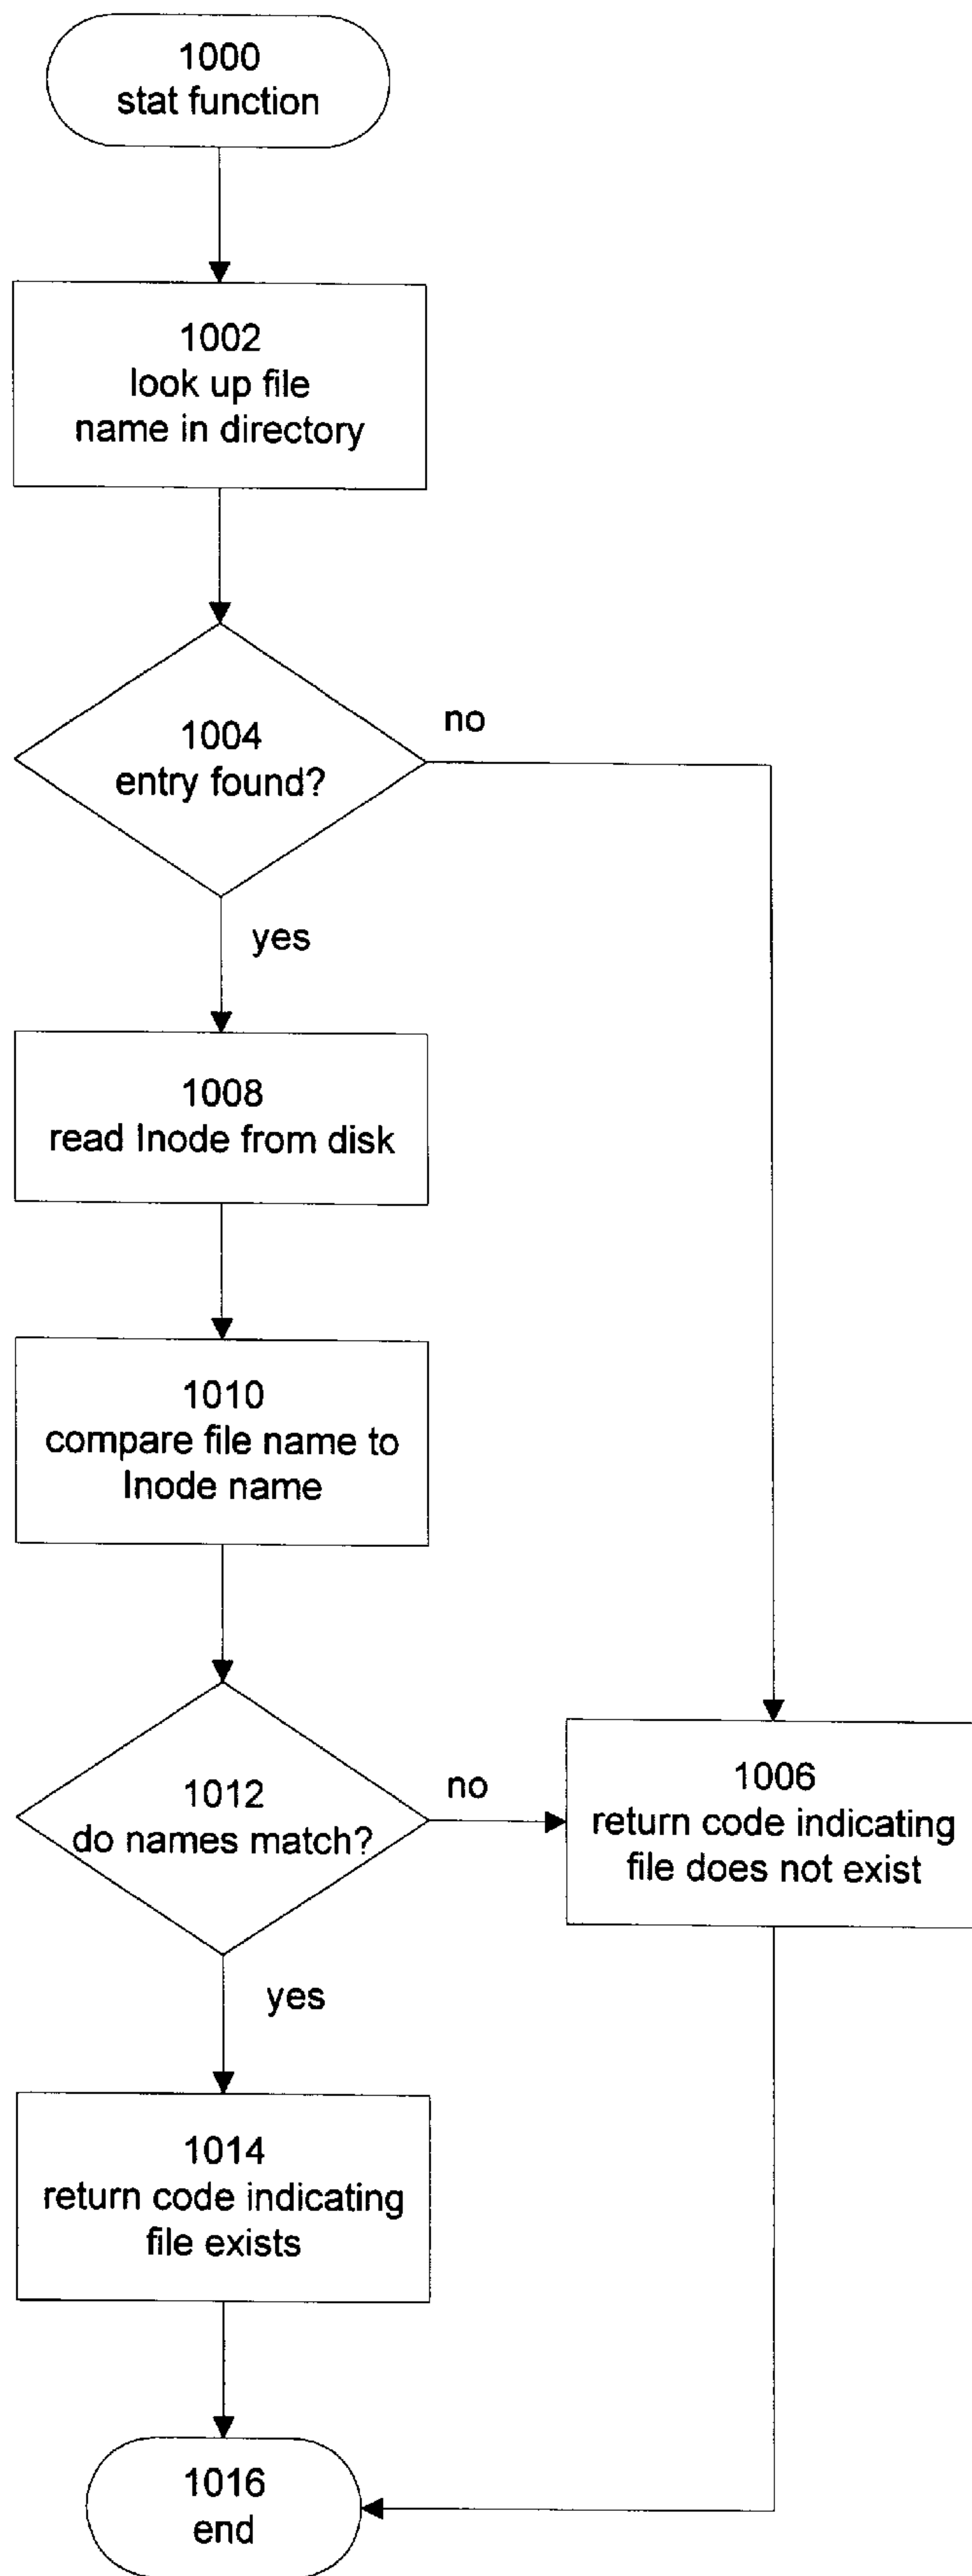 1000
stat function
1002
look up file
name in directory
1004
entry found?
no
yes
1008
read Inode from disk
1010
compare file name to
Inode name
1012
do names match?
no
1006
return code indicating
file does not exist
yes
1014
return code indicating
file exists
1016
end